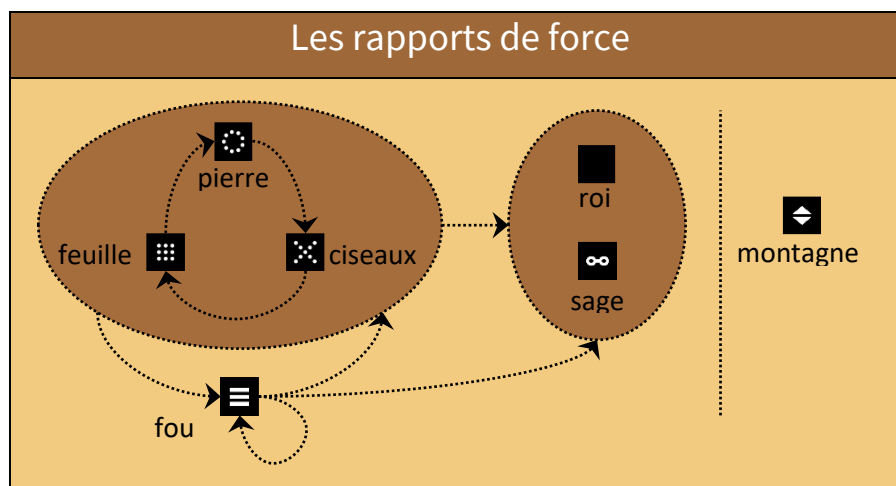 Les rapports de force
pierre
feuille
ciseaux
fou
roi
sage
montagne